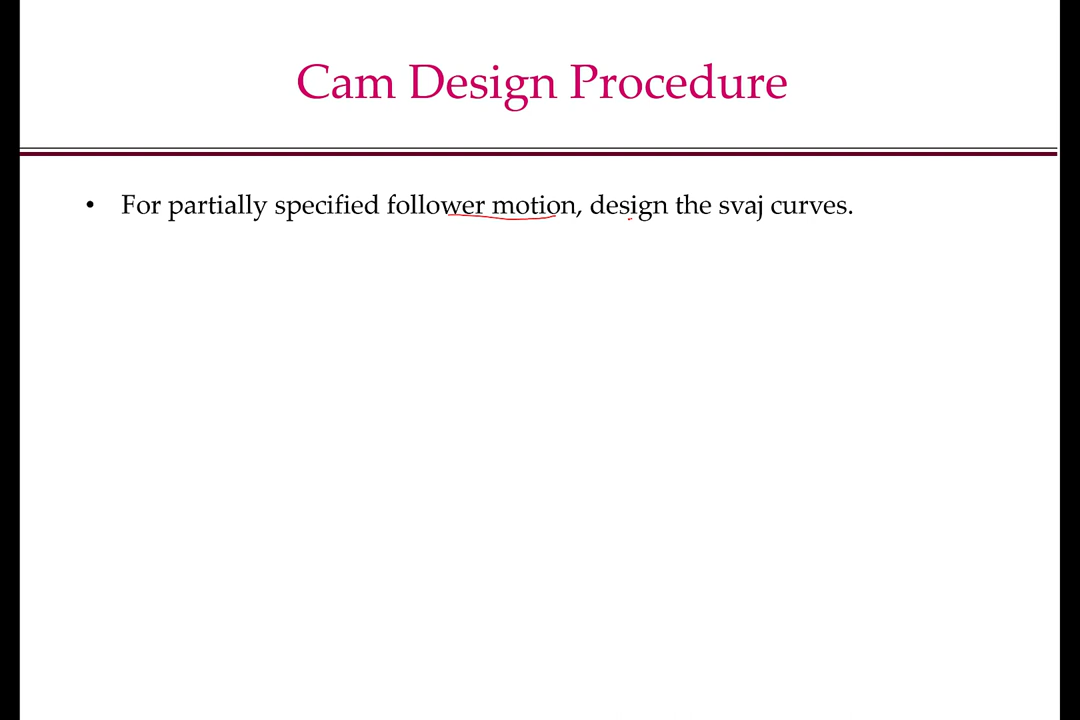 Cam Design Procedure
• For partially specified follower motion, design the svaj curves.